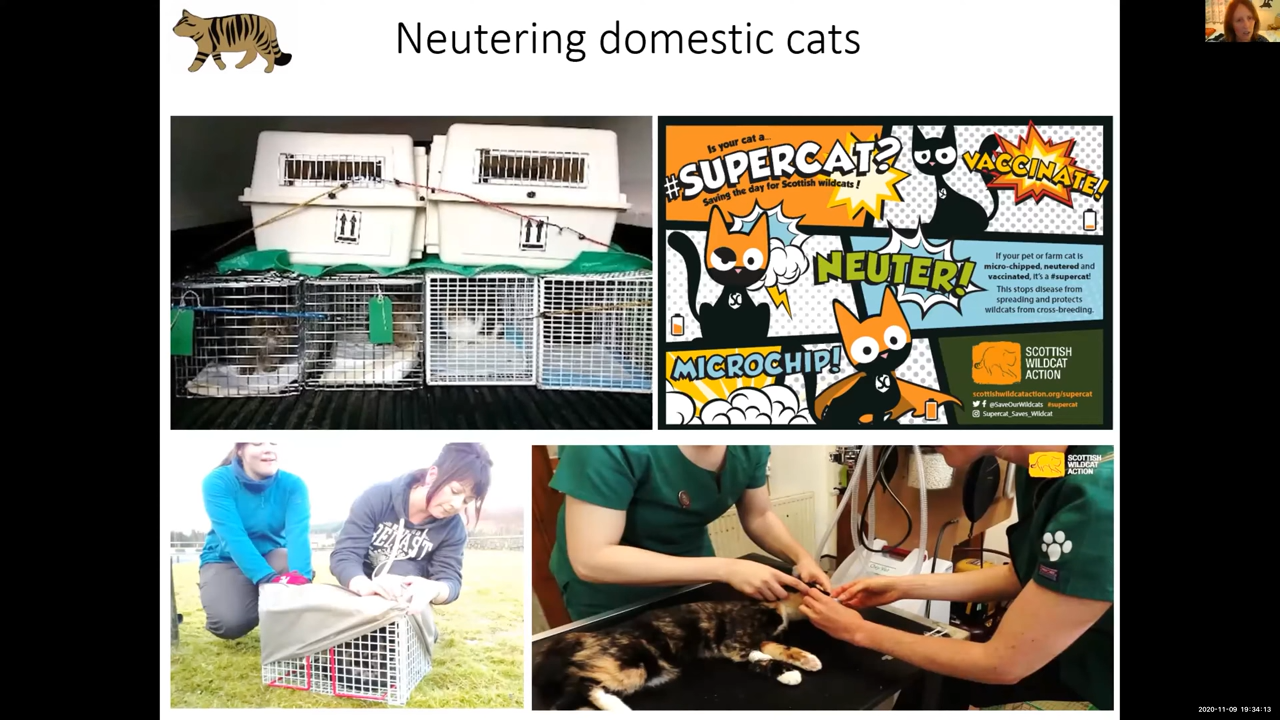 Neutering domestic cats
Is your cat a...
#SUPERCAT?
Saving the day for Scottish wildcats!
VACCINATE!
SC
SC
NEUTER!
If your pet or farm cat is
micro-chipped, neutered and
vaccinated, it's a #supercat!
This stops disease from
spreading and protects
wildcats from cross-breeding.
MICROCHIP!
SC
SCOTTISH
WILDCAT
ACTION
scottishwildcataction.org/supercat
@SaveOurWildcats #supercat
Supercat_Saves_Wildcat
SCOTTISH
WILDCAT
ACTION
2020-11-09 19:34:13